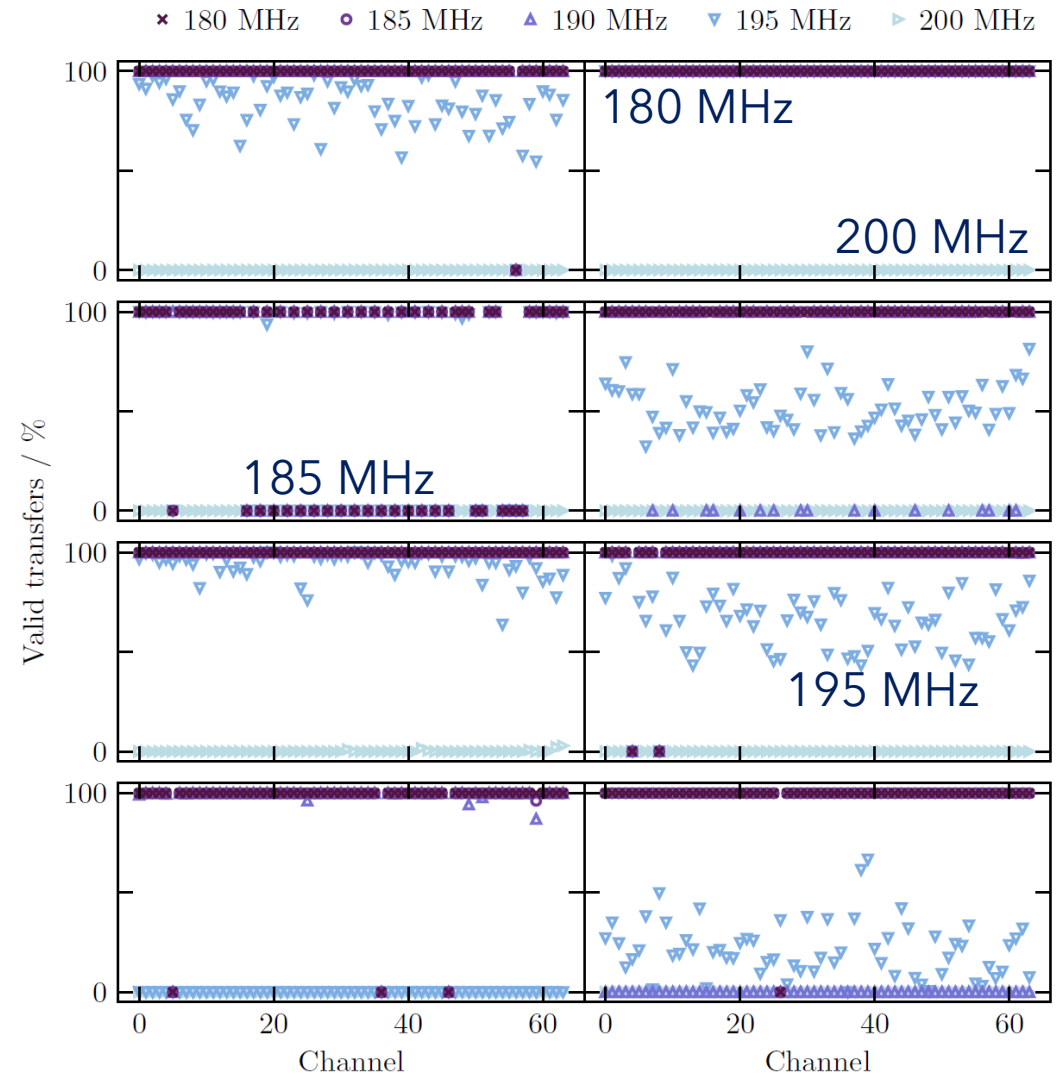 180 MHz 185 MHz 190 MHz 195 MHz 200 MHz
100
0
180 MHz
200 MHz
100
0
185 MHz
100
0
195 MHz
100
0
Valid transfers / %
0 20 40 60 0 20 40 60
Channel Channel